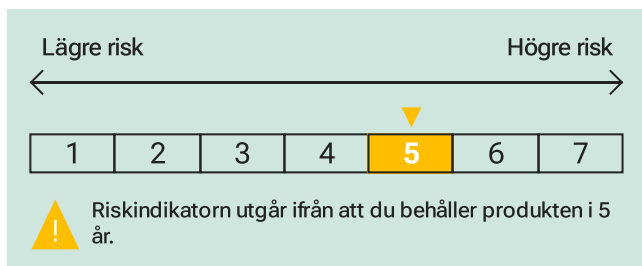 Lägre risk Högre risk
1 2 3 4 5 6 7
! Riskindikatorn utgår ifrån att du behåller produkten i 5
år.